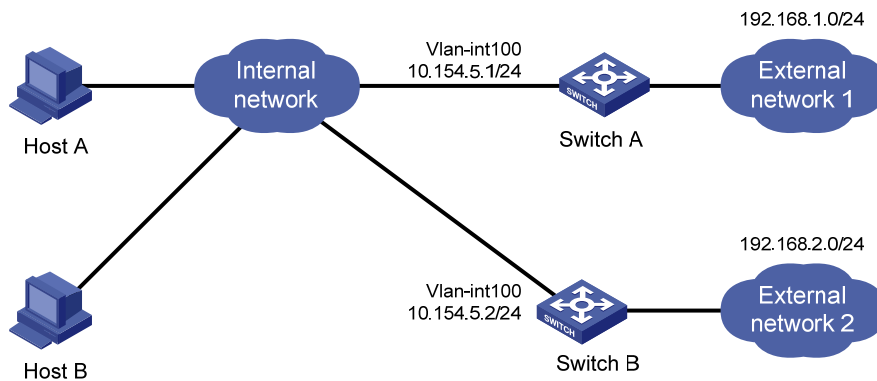 192.168.1.0/24
Vlan-int100
10.154.5.1/24
Internal
network
SWITCH
External
network 1
Host A
Switch A
192.168.2.0/24
Vlan-int100
10.154.5.2/24
SWITCH
External
network 2
Host B
Switch B